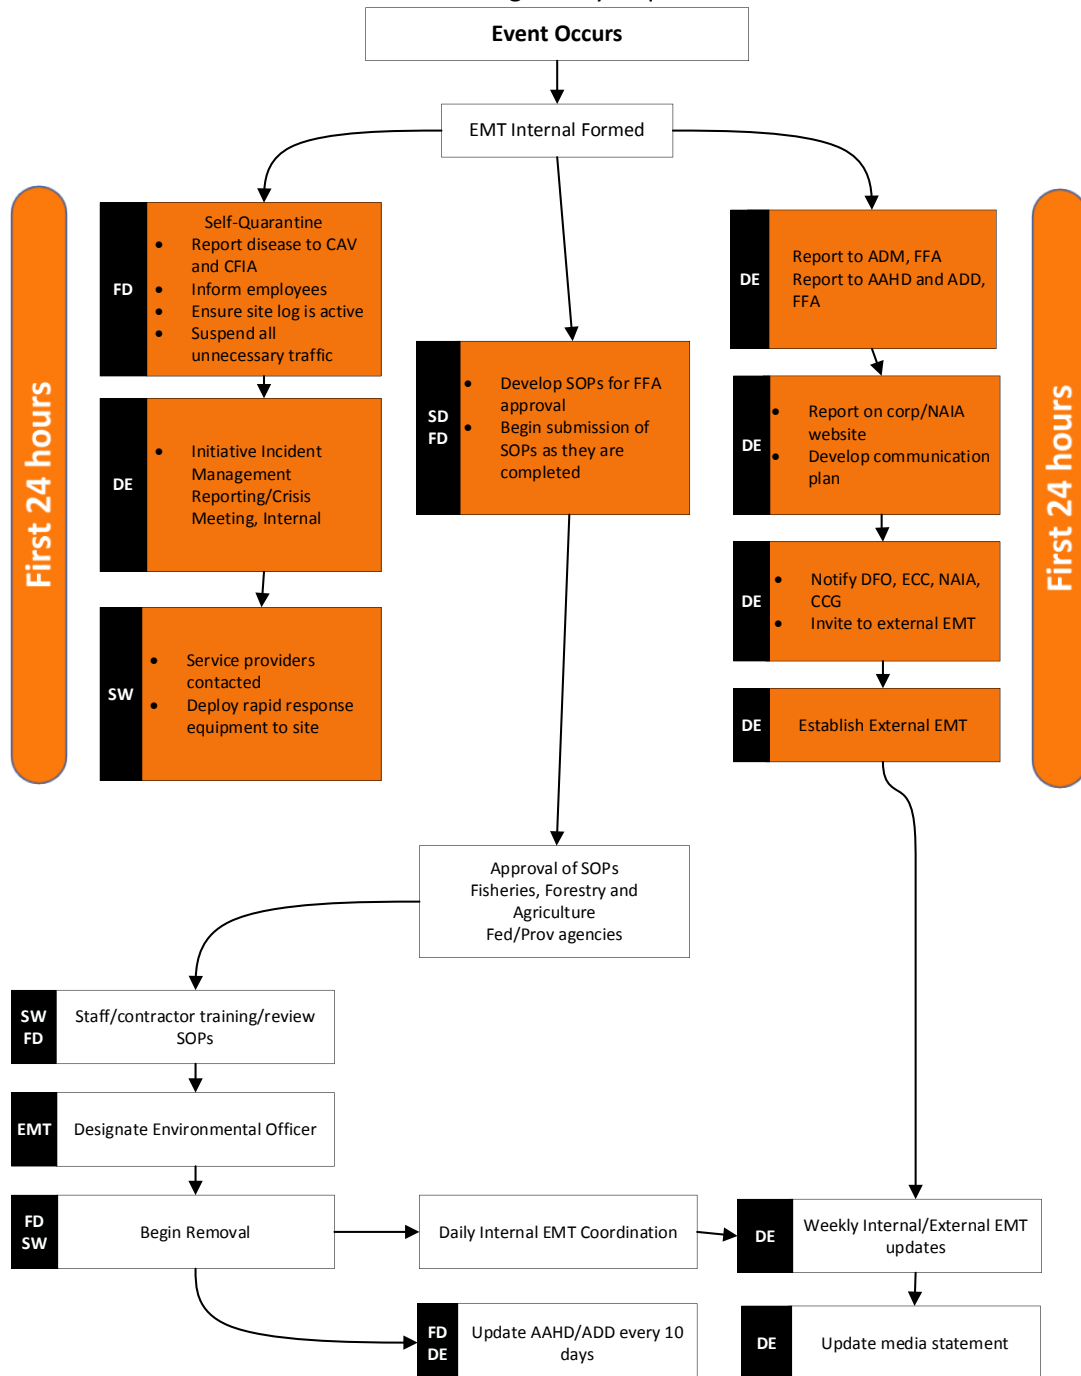 Event Occurs
EMT Internal Formed
First 24 hours
FD
Self-Quarantine
• Report disease to CAV
and CFIA
• Inform employees
• Ensure site log is active
• Suspend all
unnecessary traffic
DE
• Initiative Incident
Management
Reporting/Crisis
Meeting, Internal
SW
• Service providers
contacted
• Deploy rapid response
equipment to site
SD
FD
• Develop SOPs for FFA
approval
• Begin submission of
SOPs as they are
completed
DE
Report to ADM, FFA
Report to AAHD and ADD,
FFA
DE
• Report on corp/NAIA
website
• Develop communication
plan
DE
• Notify DFO, ECC, NAIA,
CCG
• Invite to external EMT
DE
Establish External EMT
First 24 hours
Approval of SOPs
Fisheries, Forestry and
Agriculture
Fed/Prov agencies
SW
FD
Staff/contractor training/review
SOPs
EMT
Designate Environmental Officer
FD
SW
Begin Removal
Daily Internal EMT Coordination
DE
Weekly Internal/External EMT
updates
FD
DE
Update AAHD/ADD every 10
days
DE
Update media statement